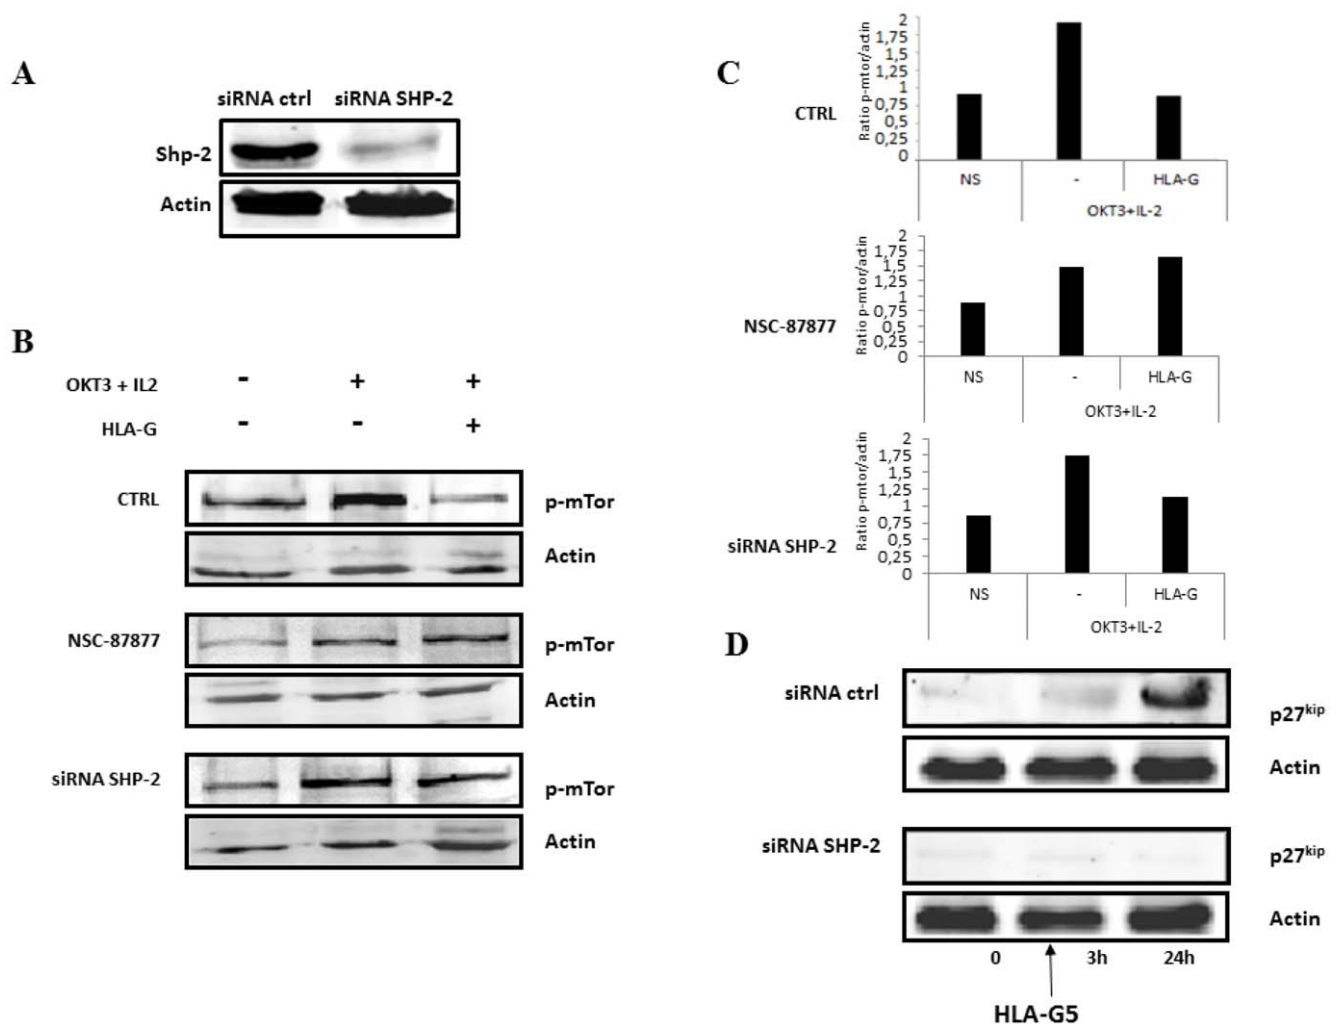 A
siRNA ctrl siRNA SHP-2
Shp-2
Actin
B
OKT3 + IL2 - + +
HLA-G - - +
CTRL p-mTor
Actin
NSC-87877 p-mTor
Actin
siRNA SHP-2 p-mTor
Actin
C
CTRL
Ratio p-mtor/actin
2
1,75
1,5
1,25
1
0,75
0,5
0,25
0
NS - HLA-G
OKT3+IL-2
NSC-87877
Ratio p-mtor/actin
2
1,75
1,5
1,25
1
0,75
0,5
0,25
0
NS - HLA-G
OKT3+IL-2
siRNA SHP-2
Ratio p-mtor/actin
2
1,75
1,5
1,25
1
0,75
0,5
0,25
0
NS - HLA-G
OKT3+IL-2
D
siRNA ctrl p27kip
Actin
siRNA SHP-2 p27kip
Actin
0 3h 24h
HLA-G5